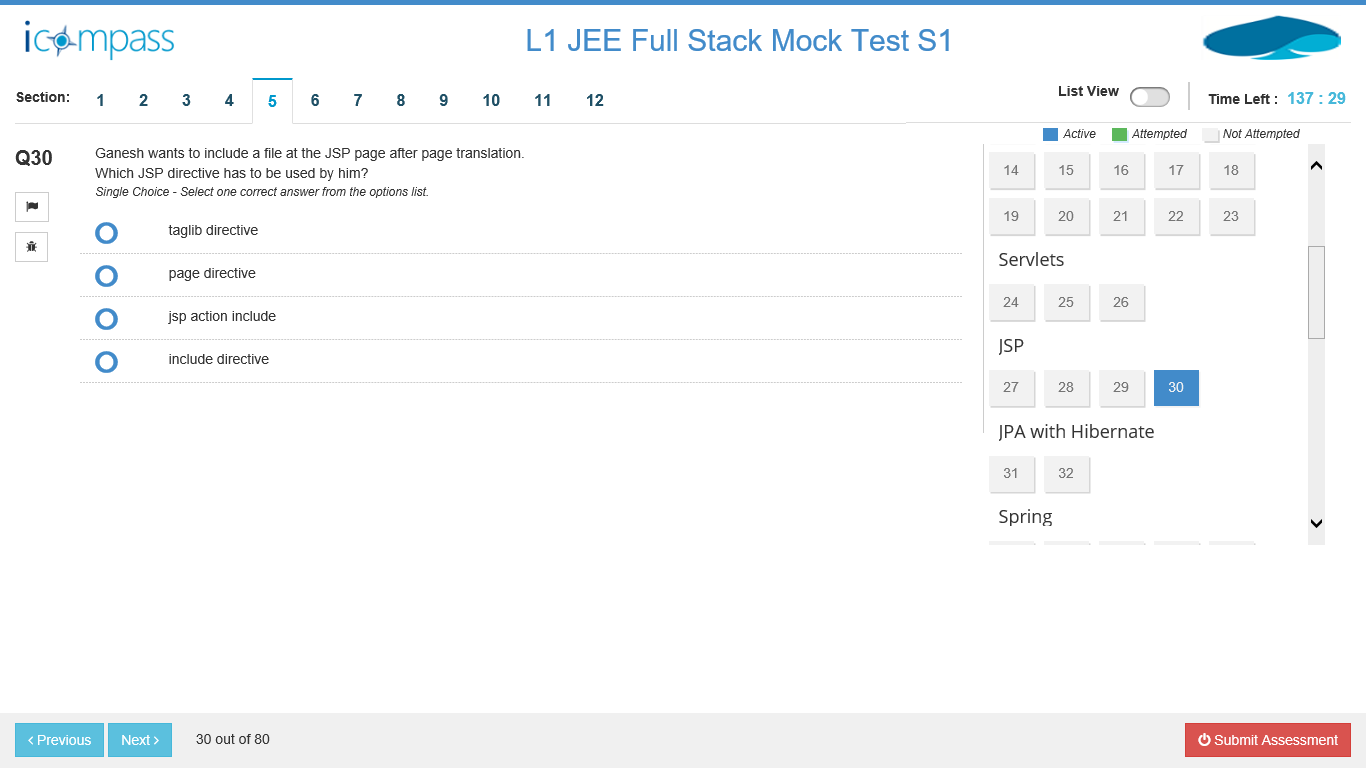 icompass
L1 JEE Full Stack Mock Test S1
Section: 1 2 3 4 5 6 7 8 9 10 11 12
List View
Time Left : 137 : 29
Active Attempted Not Attempted
Q30
Ganesh wants to include a file at the JSP page after page translation.
Which JSP directive has to be used by him?
Single Choice - Select one correct answer from the options list.
taglib directive
page directive
jsp action include
include directive
14 15 16 17 18
19 20 21 22 23
Servlets
24 25 26
JSP
27 28 29 30
JPA with Hibernate
31 32
Spring
‹ Previous
Next ›
30 out of 80
Submit Assessment